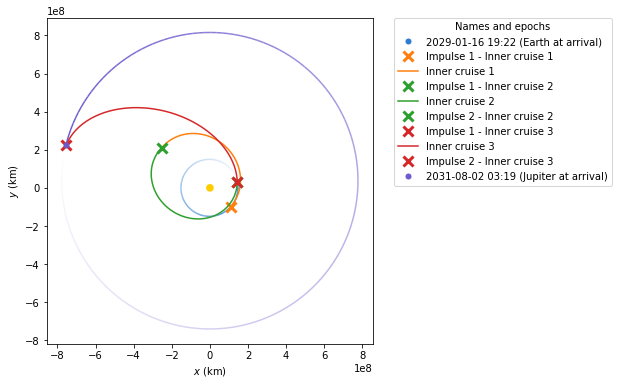 1e8
8
6
4
2
0
−2
−4
−6
−8
y (km)
−8 −6 −4 −2 0 2 4 6 8
1e8
x (km)
Names and epochs
2029-01-16 19:22 (Earth at arrival)
Impulse 1 - Inner cruise 1
Inner cruise 1
Impulse 1 - Inner cruise 2
Inner cruise 2
Impulse 2 - Inner cruise 2
Impulse 1 - Inner cruise 3
Inner cruise 3
Impulse 2 - Inner cruise 3
2031-08-02 03:19 (Jupiter at arrival)